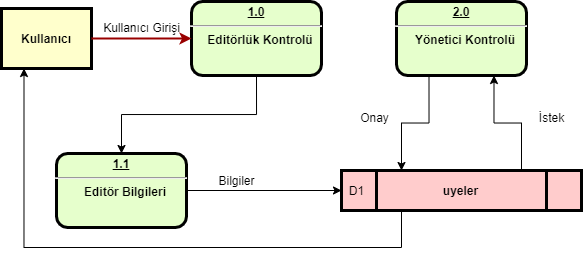 Kullanıcı
Kullanıcı Girişi
1.0
Editörlük Kontrolü
2.0
Yönetici Kontrolü
Onay
İstek
1.1
Editör Bilgileri
Bilgiler
D1
uyeler